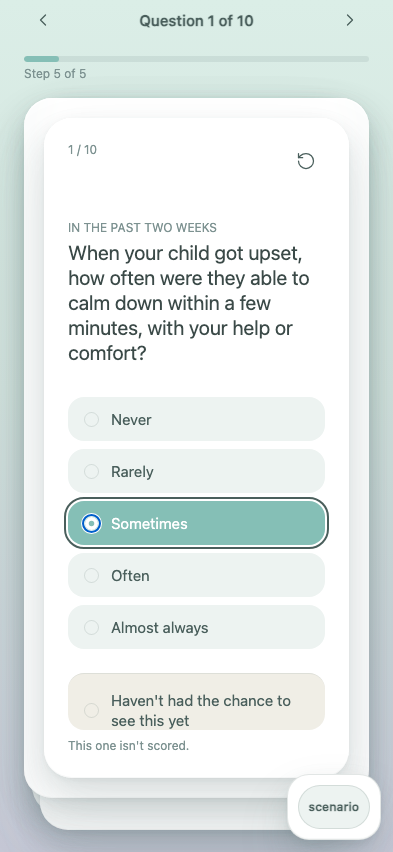 Question 1 of 10
Step 5 of 5
1 / 10
IN THE PAST TWO WEEKS
When your child got upset,
how often were they able to
calm down within a few
minutes, with your help or
comfort?
Never
Rarely
Sometimes
Often
Almost always
Haven't had the chance to
see this yet
This one isn't scored.
scenario